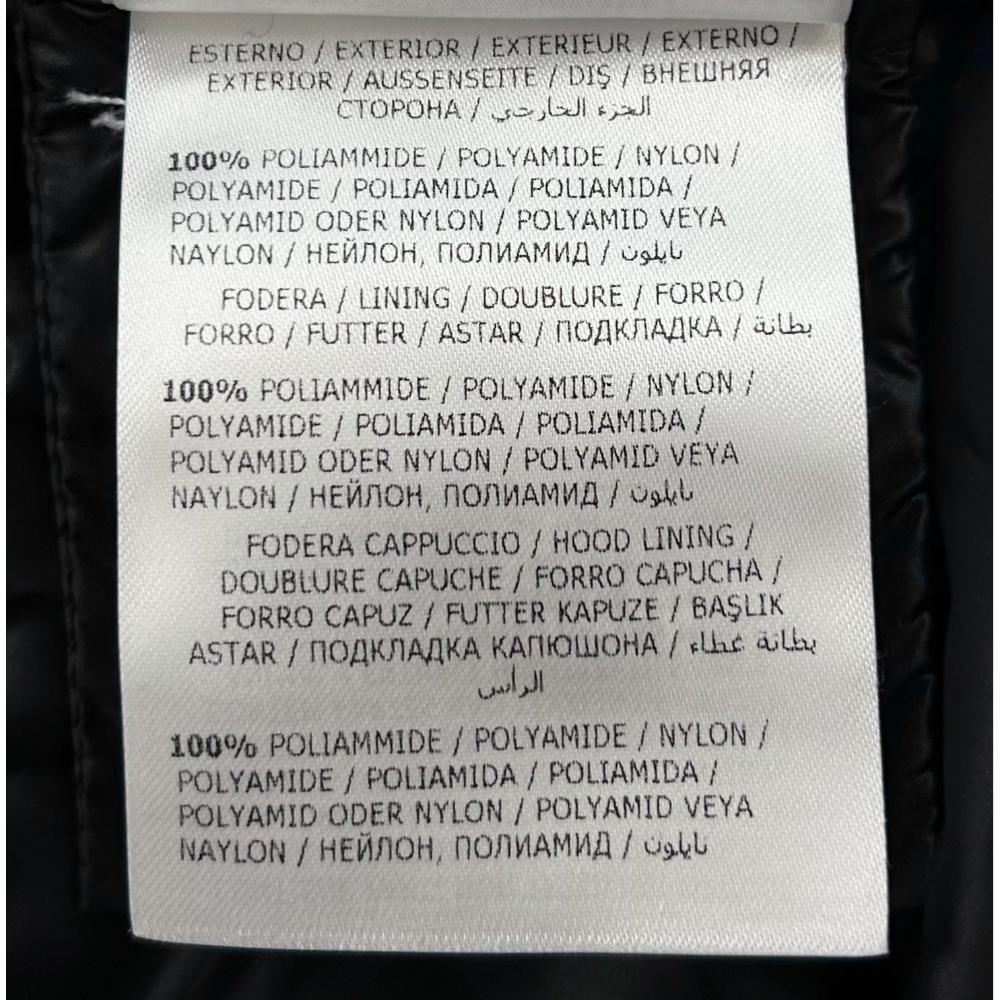 ESTERNO / EXTERIOR / EXTERIEUR / EXTERNO /
EXTERIOR / AUSSENSEITE / DIŞ / ВНЕШНЯЯ
СТОРОНА / الجزء الخارجي
100% POLIAMMIDE / POLYAMIDE / NYLON /
POLYAMIDE / POLIAMIDA / POLIAMIDA /
POLYAMID ODER NYLON / POLYAMID VEYA
NAYLON / НЕЙЛОН, ПОЛИАМИД / نايلون
FODERA / LINING / DOUBLURE / FORRO /
FORRO / FUTTER / ASTAR / ПОДКЛАДКА / بطانة
100% POLIAMMIDE / POLYAMIDE / NYLON /
POLYAMIDE / POLIAMIDA / POLIAMIDA /
POLYAMID ODER NYLON / POLYAMID VEYA
NAYLON / НЕЙЛОН, ПОЛИАМИД / نايلون
FODERA CAPPUCCIO / HOOD LINING /
DOUBLURE CAPUCHE / FORRO CAPUCHA /
FORRO CAPUZ / FUTTER KAPUZE / BAŞLIK
ASTAR / ПОДКЛАДКА КАПЮШОНА / بطانة غطاء
الرأس
100% POLIAMMIDE / POLYAMIDE / NYLON /
POLYAMIDE / POLIAMIDA / POLIAMIDA /
POLYAMID ODER NYLON / POLYAMID VEYA
NAYLON / НЕЙЛОН, ПОЛИАМИД / نايلون